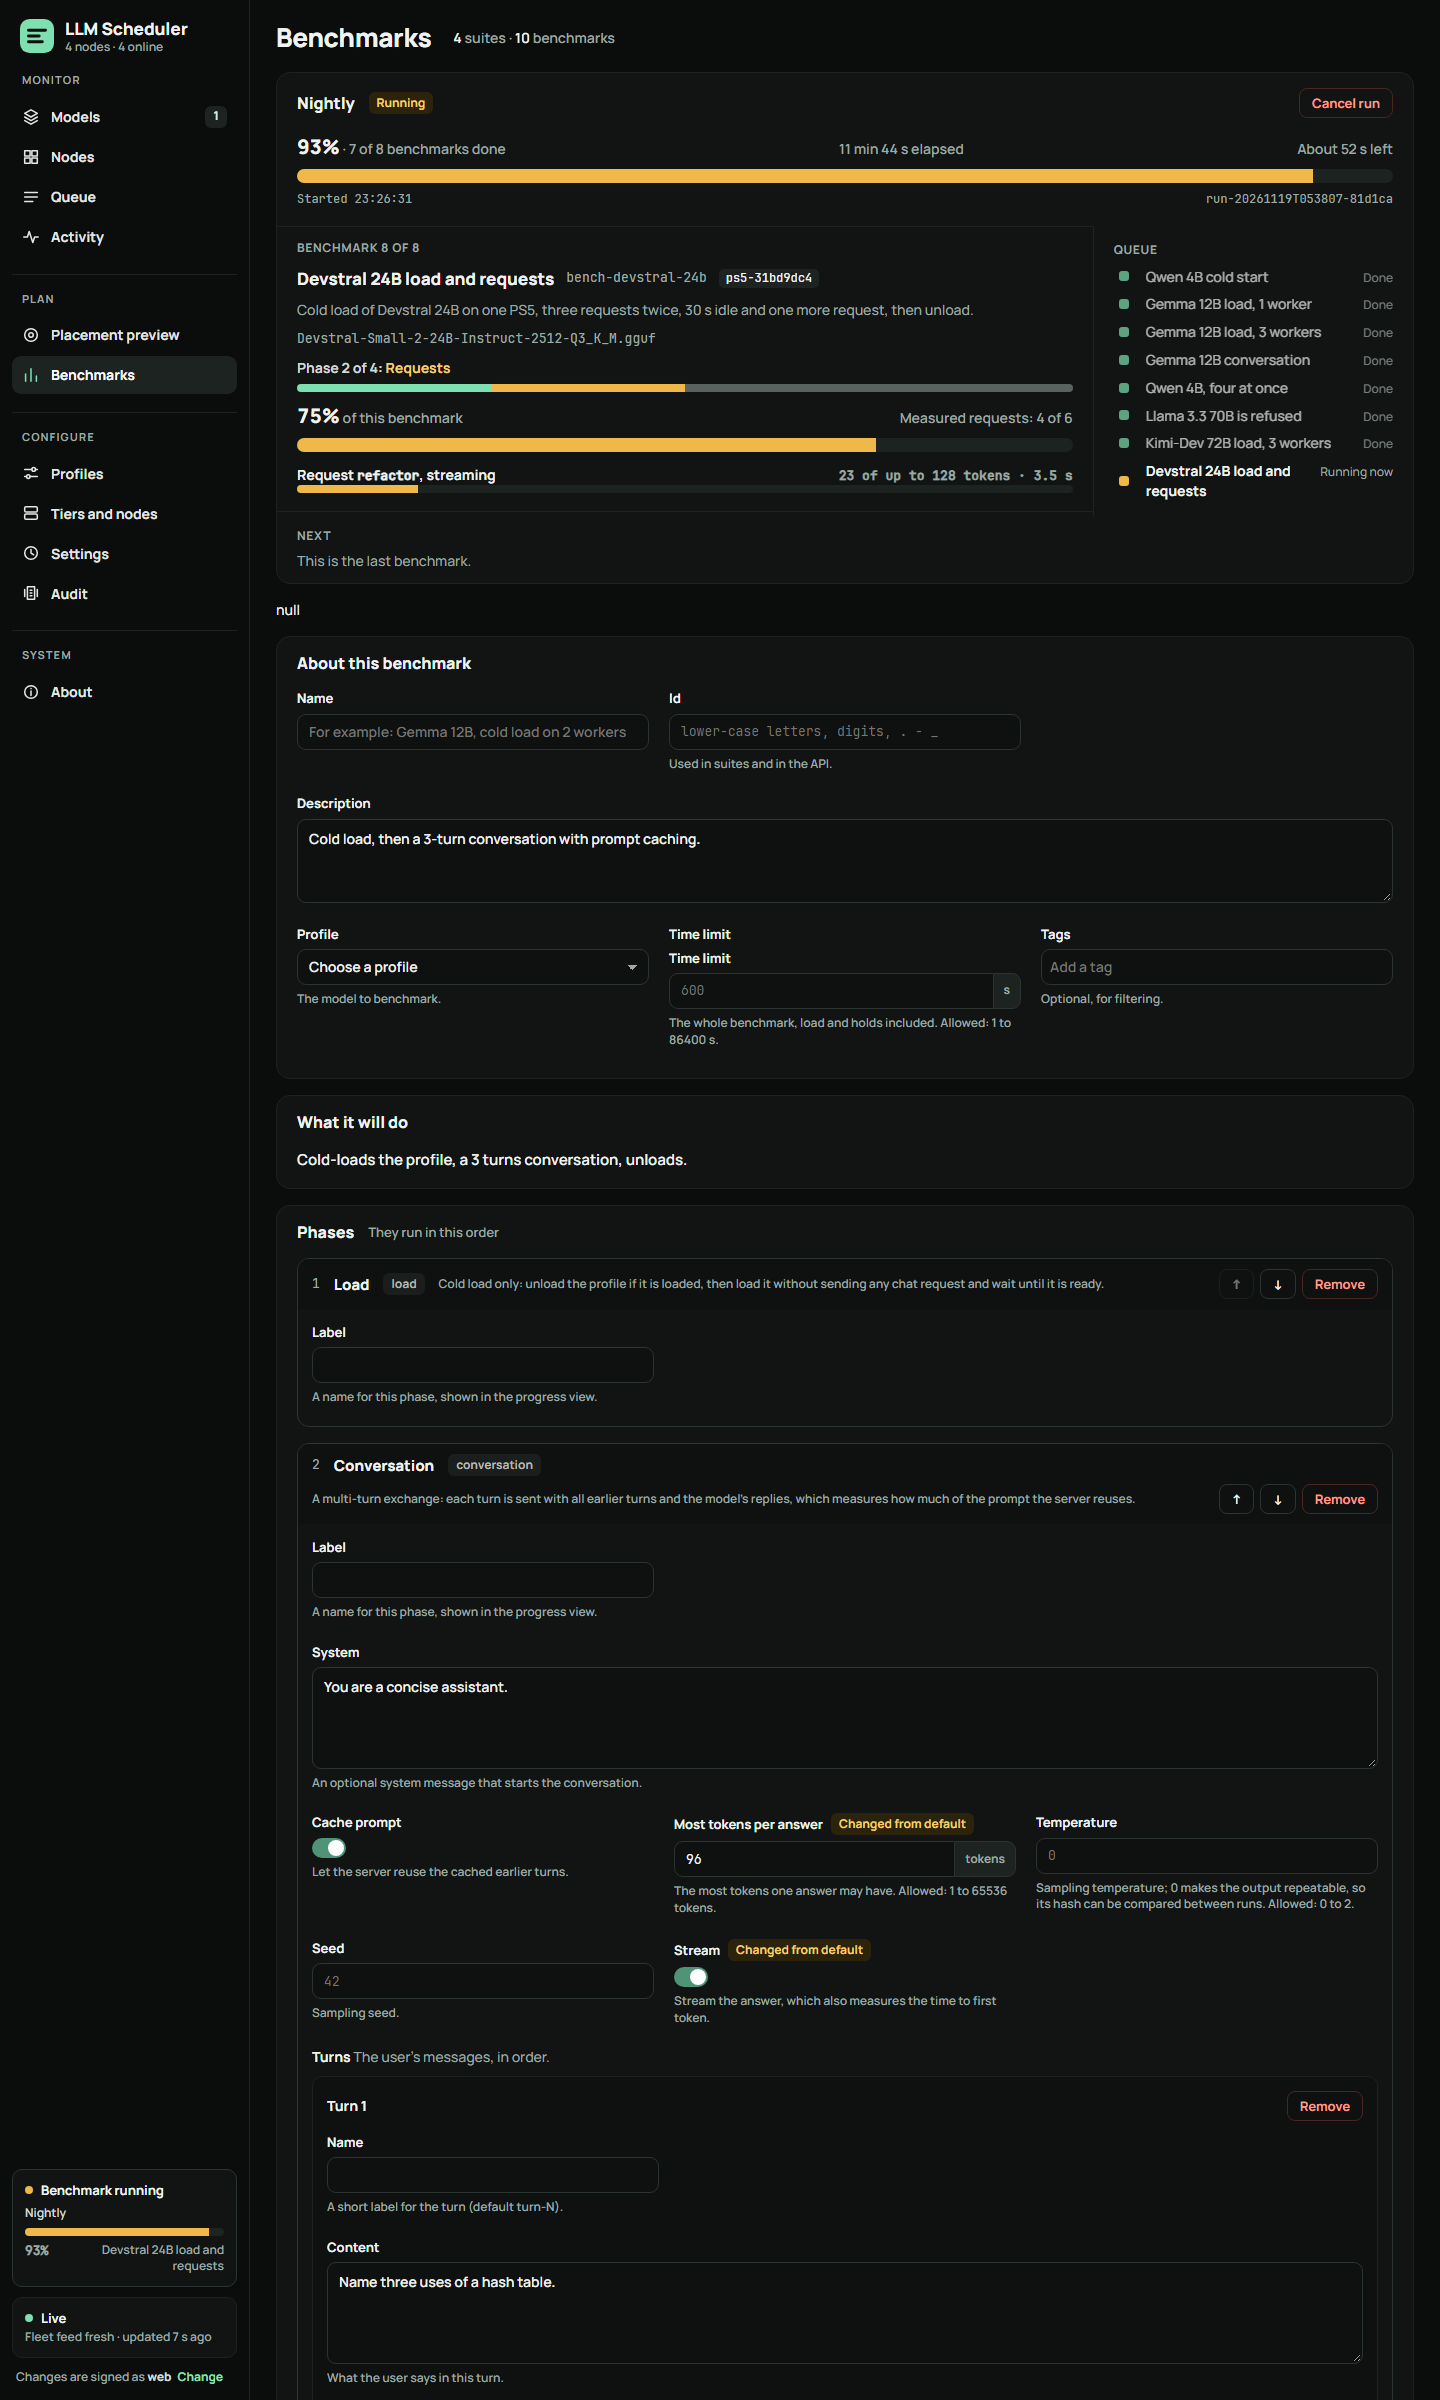 LLM Scheduler
4 nodes · 4 online
MONITOR
Models 1
Nodes
Queue
Activity
PLAN
Placement preview
Benchmarks
CONFIGURE
Profiles
Tiers and nodes
Settings
Audit
SYSTEM
About
Benchmark running
Nightly
93% Devstral 24B load and
requests
Live
Fleet feed fresh · updated 7 s ago
Changes are signed as web Change
Benchmarks 4 suites · 10 benchmarks
Nightly Running Cancel run
93% · 7 of 8 benchmarks done 11 min 44 s elapsed About 52 s left
Started 23:26:31 run-20261119T053807-81d1ca
BENCHMARK 8 OF 8
Devstral 24B load and requests bench-devstral-24b ps5-31bd9dc4
Cold load of Devstral 24B on one PS5, three requests twice, 30 s idle and one more request, then unload.
Devstral-Small-2-24B-Instruct-2512-Q3_K_M.gguf
Phase 2 of 4: Requests
75% of this benchmark Measured requests: 4 of 6
Request refactor, streaming 23 of up to 128 tokens · 3.5 s
QUEUE
Qwen 4B cold start Done
Gemma 12B load, 1 worker Done
Gemma 12B load, 3 workers Done
Gemma 12B conversation Done
Qwen 4B, four at once Done
Llama 3.3 70B is refused Done
Kimi-Dev 72B load, 3 workers Done
Devstral 24B load and Running now
requests
NEXT
This is the last benchmark.
null
About this benchmark
Name Id
For example: Gemma 12B, cold load on 2 workers lower-case letters, digits, . - _
Used in suites and in the API.
Description
Cold load, then a 3-turn conversation with prompt caching.
Profile Time limit Tags
Time limit
Choose a profile 600 s Add a tag
The model to benchmark. Optional, for filtering.
The whole benchmark, load and holds included. Allowed: 1 to
86400 s.
What it will do
Cold-loads the profile, a 3 turns conversation, unloads.
Phases They run in this order
1 Load load Cold load only: unload the profile if it is loaded, then load it without sending any chat request and wait until it is ready. ↑ ↓ Remove
Label
A name for this phase, shown in the progress view.
2 Conversation conversation
A multi-turn exchange: each turn is sent with all earlier turns and the model's replies, which measures how much of the prompt the server reuses. ↑ ↓ Remove
Label
A name for this phase, shown in the progress view.
System
You are a concise assistant.
An optional system message that starts the conversation.
Cache prompt Most tokens per answer Changed from default Temperature
96 tokens 0
Let the server reuse the cached earlier turns.
The most tokens one answer may have. Allowed: 1 to 65536
tokens.
Sampling temperature; 0 makes the output repeatable, so
its hash can be compared between runs. Allowed: 0 to 2.
Seed Stream Changed from default
42
Sampling seed.
Stream the answer, which also measures the time to first
token.
Turns The user's messages, in order.
Turn 1 Remove
Name
A short label for the turn (default turn-N).
Content
Name three uses of a hash table.
What the user says in this turn.